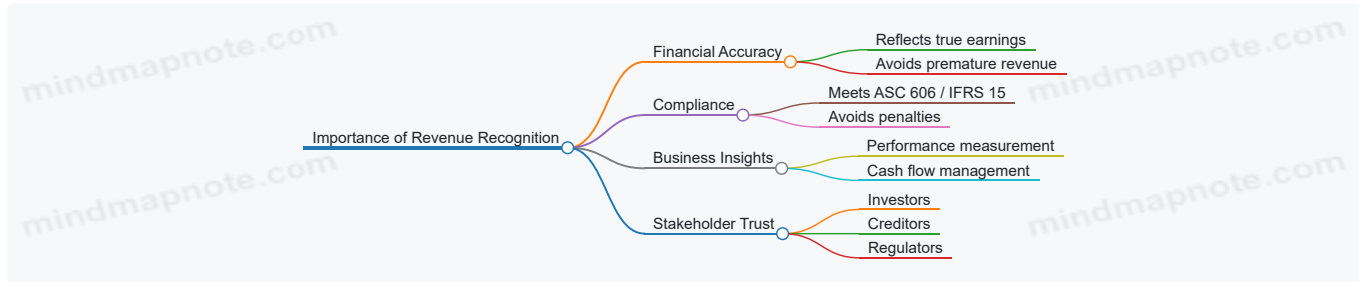 mindmapnote.com
mindmapnote.com
Importance of Revenue Recognition
Financial Accuracy
Reflects true earnings
Avoids premature revenue
Compliance
Meets ASC 606 / IFRS 15
Avoids penalties
Business Insights
Performance measurement
Cash flow management
Stakeholder Trust
Investors
Creditors
Regulators
mindmapnote.com
mindmapnote.com